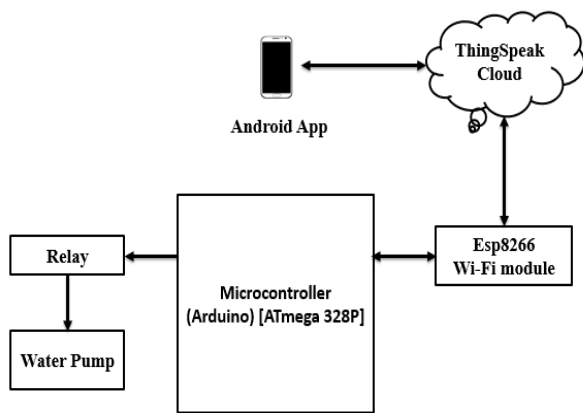 ThingSpeak
Cloud
Android App
Relay
Water Pump
Microcontroller
(Arduino) [ATmega 328P]
Esp8266
Wi-Fi module